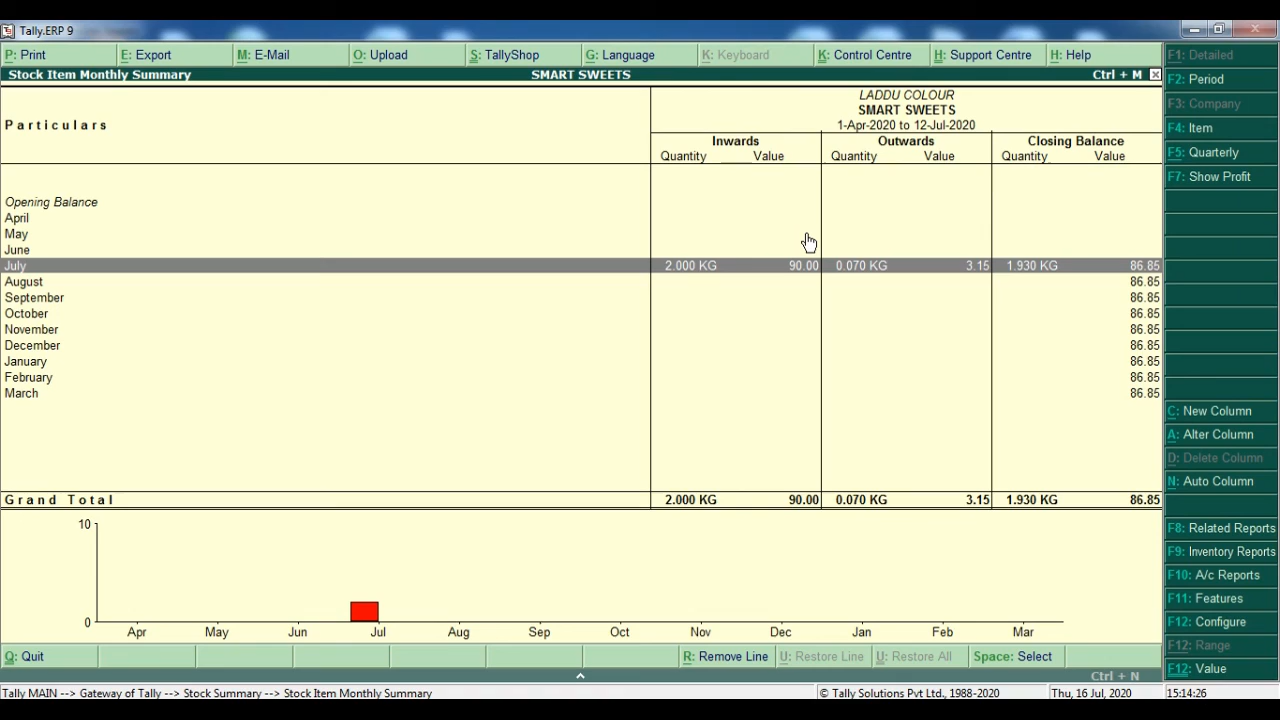 Tally.ERP 9
P: Print E: Export M: E-Mail O: Upload S: TallyShop G: Language K: Keyboard K: Control Centre H: Support Centre H: Help
Stock Item Monthly Summary SMART SWEETS Ctrl + M
Particulars
LADDU COLOUR
SMART SWEETS
1-Apr-2020 to 12-Jul-2020
Inwards Outwards Closing Balance
Quantity Value Quantity Value Quantity Value
Opening Balance
April
May
June
July 2.000 KG 90.00 0.070 KG 3.15 1.930 KG 86.85
August 86.85
September 86.85
October 86.85
November 86.85
December 86.85
January 86.85
February 86.85
March 86.85
Grand Total 2.000 KG 90.00 0.070 KG 3.15 1.930 KG 86.85
10
0
Apr May Jun Jul Aug Sep Oct Nov Dec Jan Feb Mar
F1: Detailed
F2: Period
F3: Company
F4: Item
F5: Quarterly
F7: Show Profit
C: New Column
A: Alter Column
D: Delete Column
N: Auto Column
F8: Related Reports
F9: Inventory Reports
F10: A/c Reports
F11: Features
F12: Configure
F12: Range
F12: Value
Q: Quit R: Remove Line U: Restore Line U: Restore All Space: Select
Ctrl + N
Tally MAIN --> Gateway of Tally --> Stock Summary --> Stock Item Monthly Summary © Tally Solutions Pvt Ltd., 1988-2020 Thu, 16 Jul, 2020 15:14:26